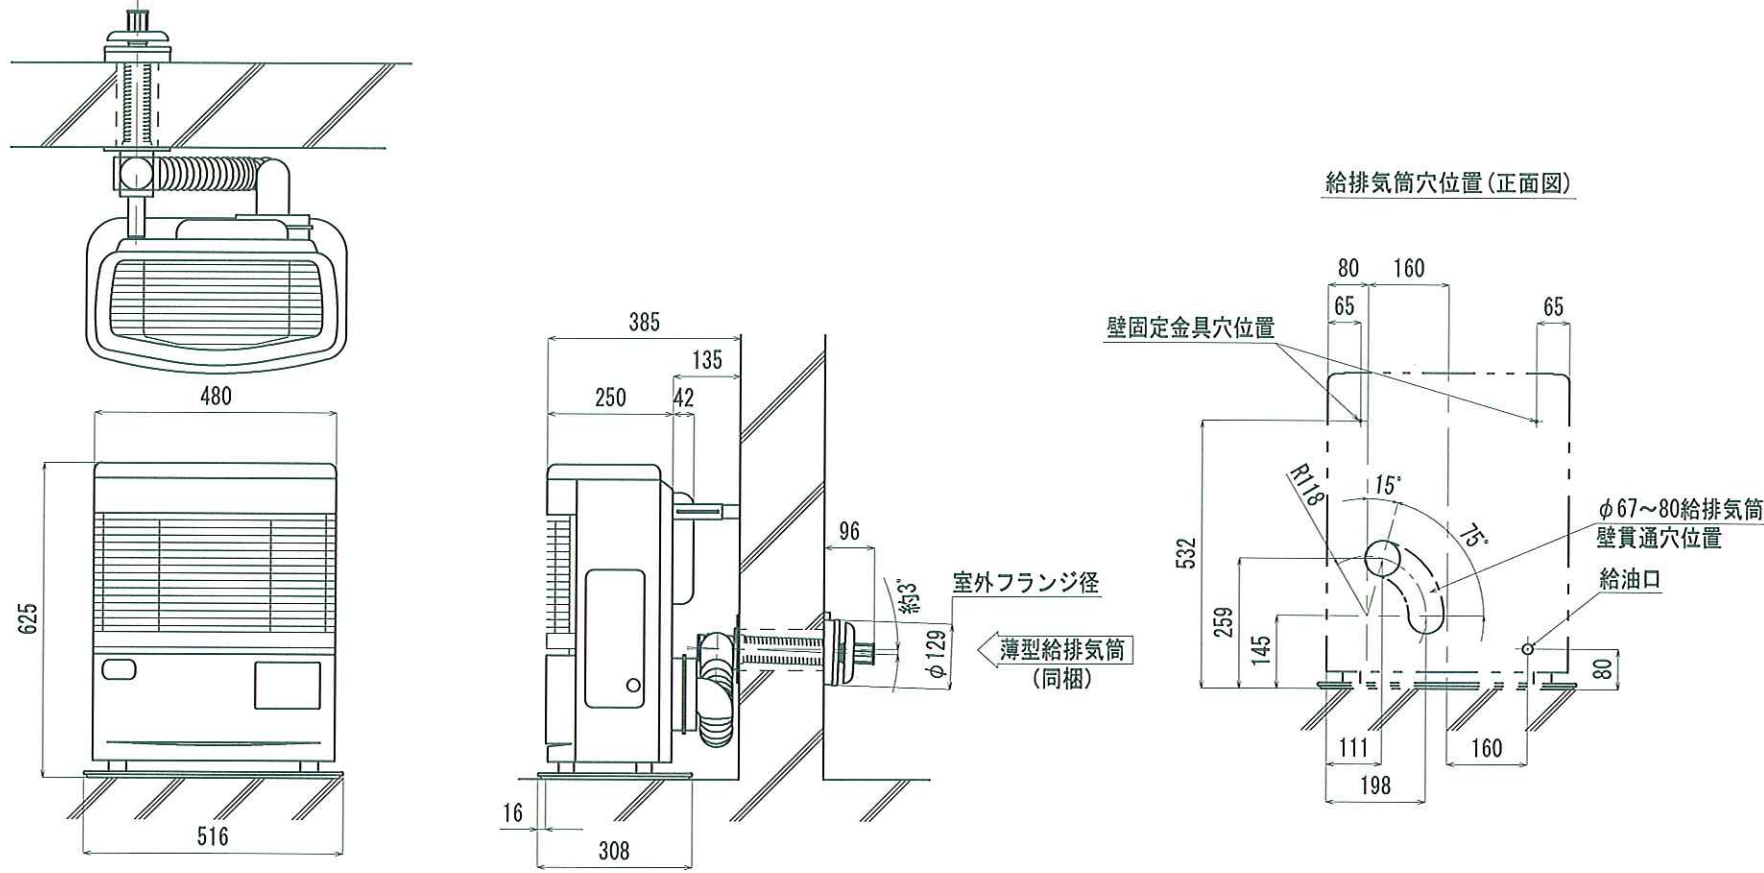 480
625
516
385
135
250
42
96
約3°
室外フランジ径
φ129
薄型給排気筒
(同梱)
16
308
給排気筒穴位置(正面図)
80
160
65
65
壁固定金具穴位置
R118
15°
75°
φ67～80給排気筒
壁貫通穴位置
給油口
532
259
145
80
111
160
198